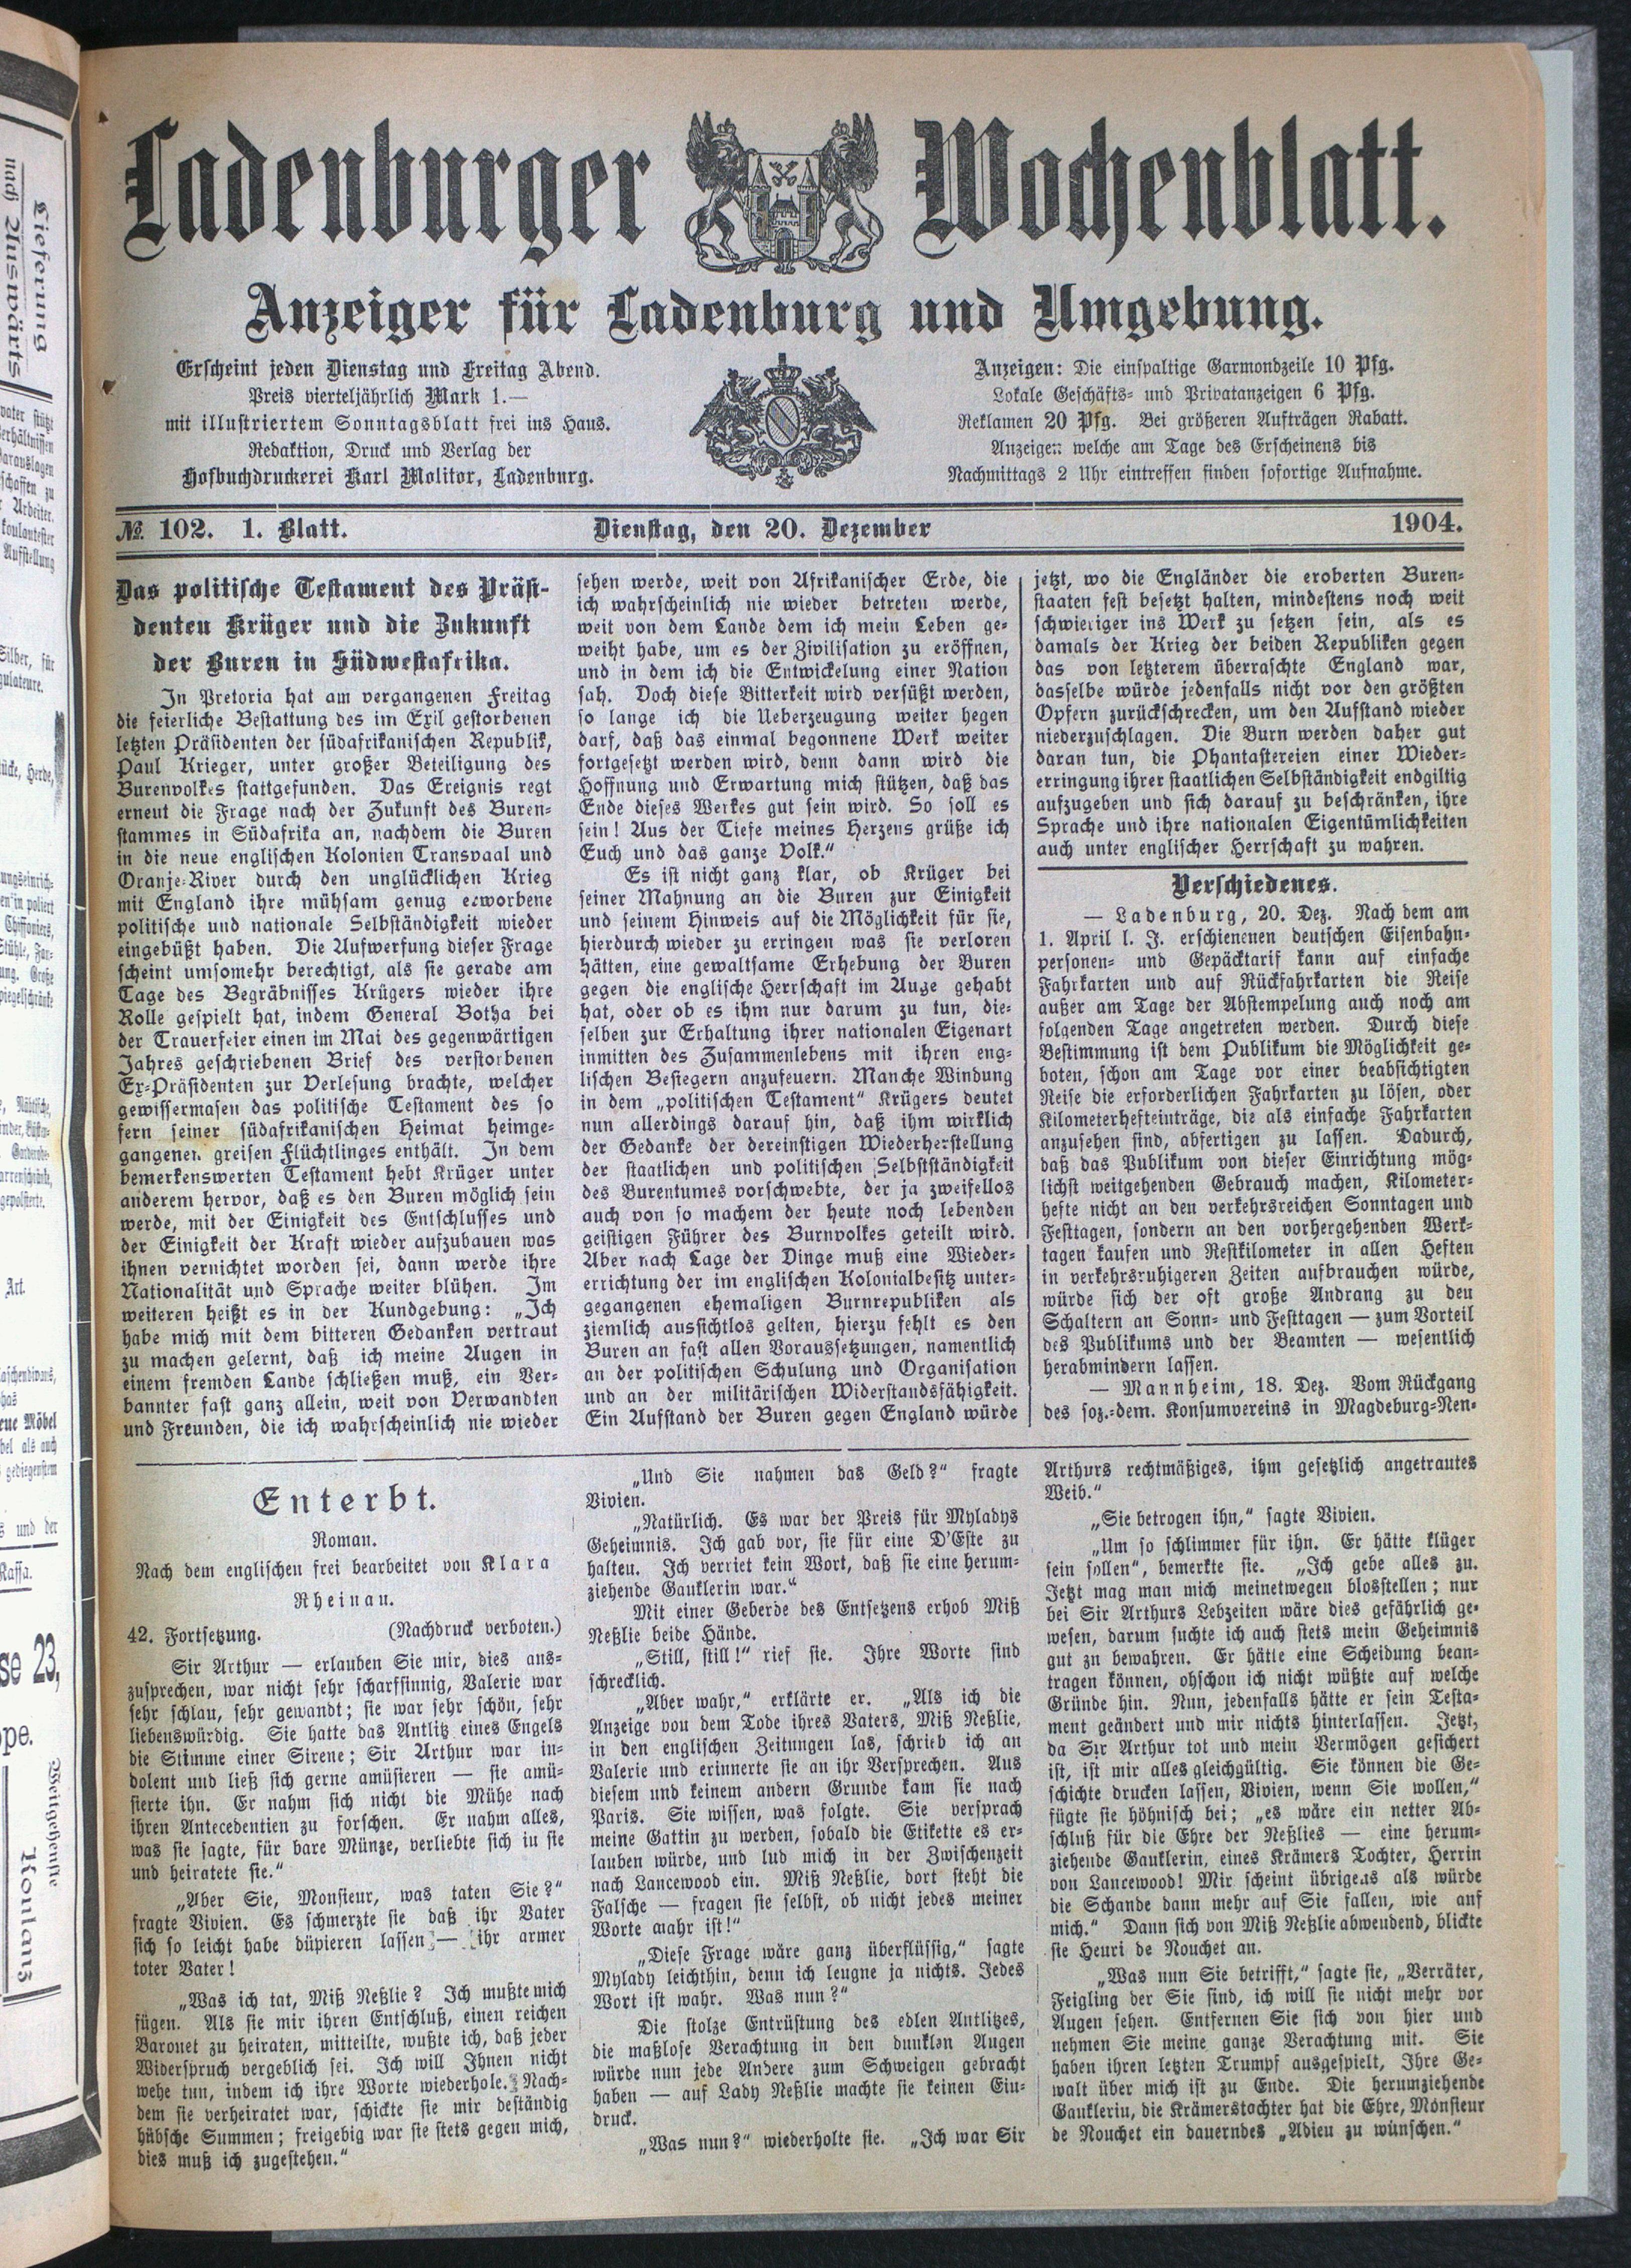 Ladenburger Wochenblatt.
Anzeiger für Ladenburg und Umgebung.
Erscheint jeden Dienstag und Freitag Abend.
Preis vierteljährlich Mark 1.—
mit illustriertem Sonntagsblatt frei ins Haus.
Redaktion, Druck und Verlag der
Hofbuchdruckerei Karl Molitor, Ladenburg.
Anzeigen: Die einspaltige Garmondzeile 10 Pfg.
Lokale Geschäfts- und Privatanzeigen 6 Pfg.
Reklamen 20 Pfg. Bei größeren Aufträgen Rabatt.
Anzeigen welche am Tage des Erscheinens bis
Nachmittags 2 Uhr eintreffen finden sofortige Aufnahme.
№ 102. 1. Blatt. Dienstag, den 20. Dezember 1904.
Das politische Testament des Präsi-
denten Krüger und die Zukunft
der Buren in Südwestafrika.
In Pretoria hat am vergangenen Freitag
die feierliche Bestattung des im Exil gestorbenen
letzten Präsidenten der südafrikanischen Republik,
Paul Krieger, unter großer Beteiligung des
Burenvolkes stattgefunden. Das Ereignis regt
erneut die Frage nach der Zukunft des Buren-
stammes in Südafrika an, nachdem die Buren
in die neue englischen Kolonien Transvaal und
Oranje-River durch den unglücklichen Krieg
mit England ihre mühsam genug erworbene
politische und nationale Selbständigkeit wieder
eingebüßt haben. Die Aufwerfung dieser Frage
scheint umsomehr berechtigt, als sie gerade am
Tage des Begräbnisses Krügers wieder ihre
Rolle gespielt hat, indem General Botha bei
der Trauerfeier einen im Mai des gegenwärtigen
Jahres geschriebenen Brief des verstorbenen
Ex-Präsidenten zur Verlesung brachte, welcher
gewissermasen das politische Testament des so
fern seiner südafrikanischen Heimat heimge-
gangenen greisen Flüchtlinges enthält. In dem
bemerkenswerten Testament hebt Krüger unter
anderem hervor, daß es den Buren möglich sein
werde, mit der Einigkeit des Entschlusses und
der Einigkeit der Kraft wieder aufzubauen was
ihnen vernichtet worden sei, dann werde ihre
Nationalität und Sprache weiter blühen. Im
weiteren heißt es in der Kundgebung: „Ich
habe mich mit dem bitteren Gedanken vertraut
zu machen gelernt, daß ich meine Augen in
einem fremden Lande schließen muß, ein Ver-
bannter fast ganz allein, weit von Verwandten
und Freunden, die ich wahrscheinlich nie wieder
sehen werde, weit von Afrikanischer Erde, die
ich wahrscheinlich nie wieder betreten werde,
weit von dem Lande dem ich mein Leben ge-
weiht habe, um es der Zivilisation zu eröffnen,
und in dem ich die Entwickelung einer Nation
sah. Doch diese Bitterkeit wird versüßt werden,
so lange ich die Ueberzeugung weiter hegen
darf, daß das einmal begonnene Werk weiter
fortgesetzt werden wird, denn dann wird die
Hoffnung und Erwartung mich stützen, daß das
Ende dieses Werkes gut sein wird. So soll es
sein! Aus der Tiefe meines Herzens grüße ich
Euch und das ganze Volk.“
Es ist nicht ganz klar, ob Krüger bei
seiner Mahnung an die Buren zur Einigkeit
und seinem Hinweis auf die Möglichkeit für sie,
hierdurch wieder zu erringen was sie verloren
hätten, eine gewaltsame Erhebung der Buren
gegen die englische Herrschaft im Auge gehabt
hat, oder ob es ihm nur darum zu tun, die-
selben zur Erhaltung ihrer nationalen Eigenart
inmitten des Zusammenlebens mit ihren eng-
lischen Besiegern anzufeuern. Manche Windung
in dem „politischen Testament“ Krügers deutet
nun allerdings darauf hin, daß ihm wirklich
der Gedanke der dereinstigen Wiederherstellung
der staatlichen und politischen Selbstständigkeit
des Burentumes vorschwebte, der ja zweifellos
auch von so machem der heute noch lebenden
geistigen Führer des Burnvolkes geteilt wird.
Aber nach Lage der Dinge muß eine Wieder-
errichtung der im englischen Kolonialbesitz unter-
gegangenen ehemaligen Burnrepubliken als
ziemlich aussichtlos gelten, hierzu fehlt es den
Buren an fast allen Voraussetzungen, namentlich
an der politischen Schulung und Organisation
und an der militärischen Widerstandsfähigkeit.
Ein Aufstand der Buren gegen England würde
jetzt, wo die Engländer die eroberten Buren-
staaten fest besetzt halten, mindestens noch weit
schwieriger ins Werk zu setzen sein, als es
damals der Krieg der beiden Republiken gegen
das von letzterem überraschte England war,
dasselbe würde jedenfalls nicht vor den größten
Opfern zurückschrecken, um den Aufstand wieder
niederzuschlagen. Die Burn werden daher gut
daran tun, die Phantastereien einer Wieder-
erringung ihrer staatlichen Selbständigkeit endgiltig
aufzugeben und sich darauf zu beschränken, ihre
Sprache und ihre nationalen Eigentümlichkeiten
auch unter englischer Herrschaft zu wahren.
Verschiedenes.
— Ladenburg, 20. Dez. Nach dem am
1. April l. J. erschienenen deutschen Eisenbahn-
personen- und Gepäcktarif kann auf einfache
Fahrkarten und auf Rückfahrkarten die Reise
außer am Tage der Abstempelung auch noch am
folgenden Tage angetreten werden. Durch diese
Bestimmung ist dem Publikum die Möglichkeit ge-
boten, schon am Tage vor einer beabsichtigten
Reise die erforderlichen Fahrkarten zu lösen, oder
Kilometerhefteinträge, die als einfache Fahrkarten
anzusehen sind, abfertigen zu lassen. Dadurch,
daß das Publikum von dieser Einrichtung mög-
lichst weitgehenden Gebrauch machen, Kilometer-
hefte nicht an den verkehrsreichen Sonntagen und
Festtagen, sondern an den vorhergehenden Werk-
tagen kaufen und Restkilometer in allen Heften
in verkehrsruhigeren Zeiten aufbrauchen würde,
würde sich der oft große Andrang zu den
Schaltern an Sonn- und Festtagen — zum Vorteil
des Publikums und der Beamten — wesentlich
herabmindern lassen.
— Mannheim, 18. Dez. Vom Rückgang
des soz.-dem. Konsumvereins in Magdeburg-Neu-
Enterbt.
Roman.
Nach dem englischen frei bearbeitet von Klara
Rheinau.
42. Fortsetzung. (Nachdruck verboten.)
Sir Arthur — erlauben Sie mir, dies aus-
zusprechen, war nicht sehr scharfsinnig, Valerie war
sehr schlau, sehr gewandt; sie war sehr schön, sehr
liebenswürdig. Sie hatte das Antlitz eines Engels
die Stimme einer Sirene; Sir Arthur war in-
dolent und ließ sich gerne amüsieren — sie amü-
sierte ihn. Er nahm sich nicht die Mühe nach
ihren Antecedentien zu forschen. Er nahm alles,
was sie sagte, für bare Münze, verliebte sich in sie
und heiratete sie.“
„Aber Sie, Monsieur, was taten Sie?“
fragte Vivien. Es schmerzte sie daß ihr Vater
sich so leicht habe düpieren lassen — ihr armer
toter Vater!
„Was ich tat, Miß Neßlie? Ich mußte mich
fügen. Als sie mir ihren Entschluß, einen reichen
Baronet zu heiraten, mitteilte, wußte ich, daß jeder
Widerspruch vergeblich sei. Ich will Ihnen nicht
wehe tun, indem ich ihre Worte wiederhole. Nach-
dem sie verheiratet war, schickte sie mir beständig
hübsche Summen; freigebig war sie stets gegen mich,
dies muß ich zugestehen.“
„Und Sie nahmen das Geld?“ fragte
Vivien.
„Natürlich. Es war der Preis für Myladys
Geheimnis. Ich gab vor, sie für eine D'Este zu
halten. Ich verriet kein Wort, daß sie eine herum-
ziehende Gauklerin war.“
Mit einer Geberde des Entsetzens erhob Miß
Neßlie beide Hände.
„Still, still!“ rief sie. Ihre Worte sind
schrecklich.
„Aber wahr,“ erklärte er. „Als ich die
Anzeige von dem Tode ihres Vaters, Miß Neßlie,
in den englischen Zeitungen las, schrieb ich an
Valerie und erinnerte sie an ihr Versprechen. Aus
diesem und keinem andern Grunde kam sie nach
Paris. Sie wissen, was folgte. Sie versprach
meine Gattin zu werden, sobald die Etikette es er-
lauben würde, und lud mich in der Zwischenzeit
nach Lancewood ein. Miß Neßlie, dort steht die
Falsche — fragen sie selbst, ob nicht jedes meiner
Worte wahr ist!“
„Diese Frage wäre ganz überflüssig,“ sagte
Mylady leichthin, denn ich leugne ja nichts. Jedes
Wort ist wahr. Was nun?“
Die stolze Entrüstung des edlen Antlitzes,
die maßlose Verachtung in den dunklen Augen
würde nun jede Andere zum Schweigen gebracht
haben — auf Lady Neßlie machte sie keinen Ein-
druck.
„Was nun?“ wiederholte sie. „Ich war Sir
Arthurs rechtmäßiges, ihm gesetzlich angetrautes
Weib.“
„Sie betrogen ihn,“ sagte Vivien.
„Um so schlimmer für ihn. Er hätte klüger
sein sollen“, bemerkte sie. „Ich gebe alles zu.
Jetzt mag man mich meinetwegen blosstellen; nur
bei Sir Arthurs Lebzeiten wäre dies gefährlich ge-
wesen, darum suchte ich auch stets mein Geheimnis
gut zu bewahren. Er hätte eine Scheidung bean-
tragen können, obschon ich nicht wüßte auf welche
Gründe hin. Nun, jedenfalls hätte er sein Testa-
ment geändert und mir nichts hinterlassen. Jetzt,
da Sir Arthur tot und mein Vermögen gesichert
ist, ist mir alles gleichgültig. Sie können die Ge-
schichte drucken lassen, Vivien, wenn Sie wollen,“
fügte sie höhnisch bei; „es wäre ein netter Ab-
schluß für die Ehre der Neßlies — eine herum-
ziehende Gauklerin, eines Krämers Tochter, Herrin
von Lancewood! Mir scheint übrigens als würde
die Schande dann mehr auf Sie fallen, wie auf
mich.“ Dann sich von Miß Neßlie abwendend, blickte
sie Henri de Nouchet an.
„Was nun Sie betrifft,“ sagte sie, „Verräter,
Feigling der Sie sind, ich will sie nicht mehr vor
Augen sehen. Entfernen Sie sich von hier und
nehmen Sie meine ganze Verachtung mit. Sie
haben ihren letzten Trumpf ausgespielt, Ihre Ge-
walt über mich ist zu Ende. Die herumziehende
Gauklerin, die Krämerstochter hat die Ehre, Monsieur
de Nouchet ein dauerndes „Adieu zu wünschen.“